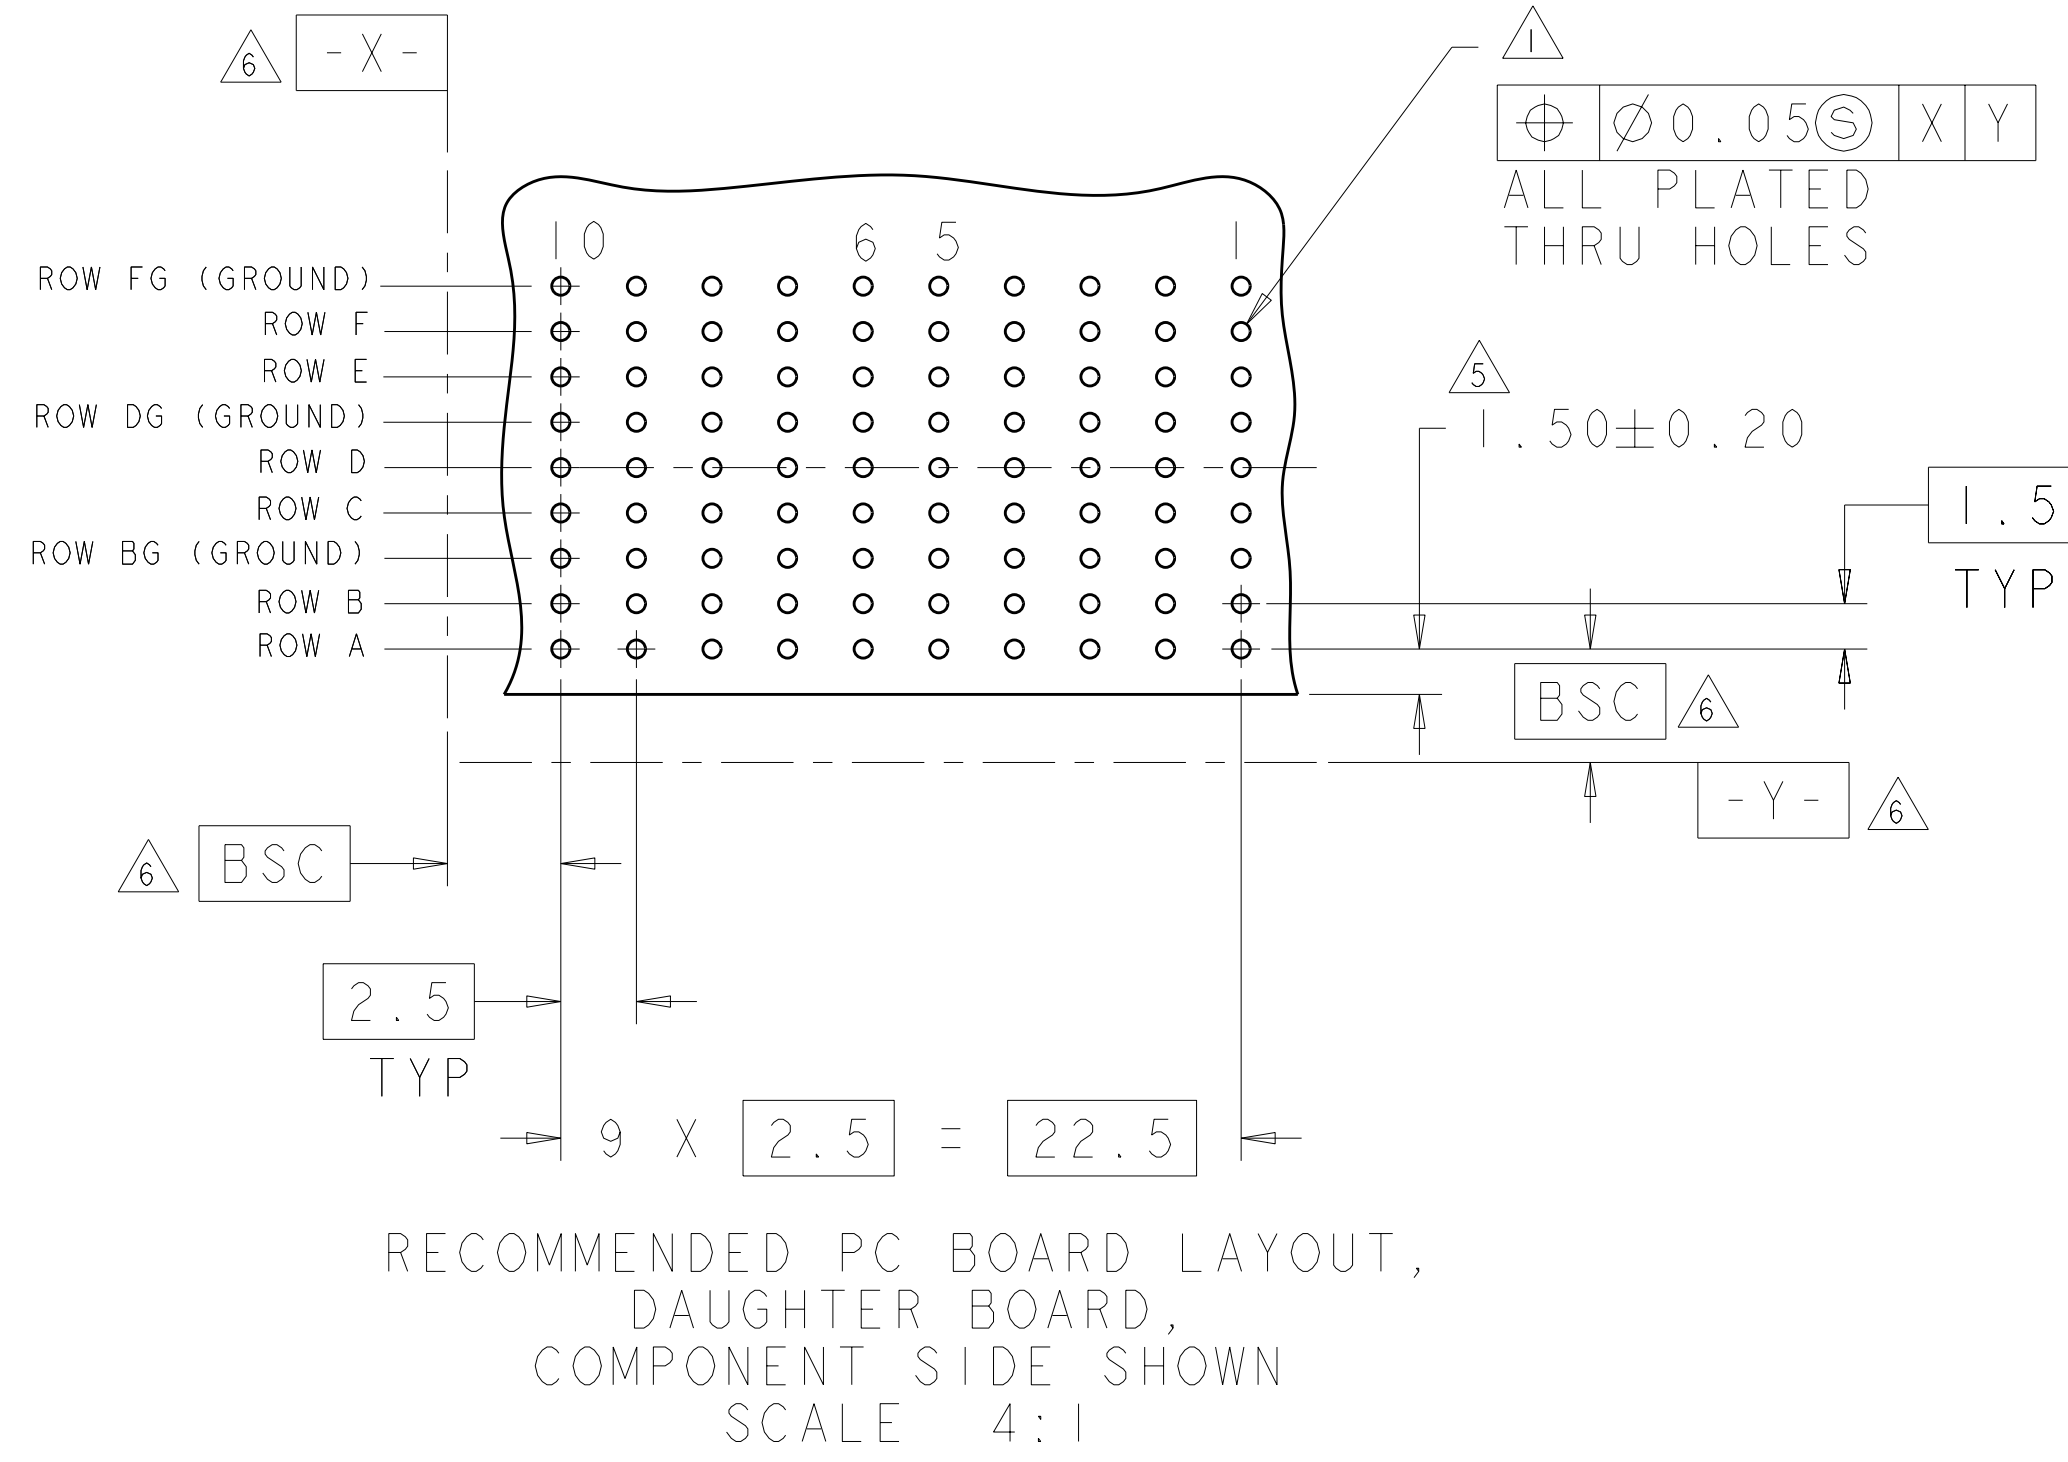 6 -X-
1
⌖ Ø0.05Ⓢ X Y
ALL PLATED
THRU HOLES
10 6 5 1
ROW FG (GROUND)
ROW F
ROW E
ROW DG (GROUND)
ROW D
ROW C
ROW BG (GROUND)
ROW B
ROW A
5
1.50±0.20
1.5
TYP
BSC 6
-Y- 6
6 BSC
2.5
TYP
9 X 2.5 = 22.5
RECOMMENDED PC BOARD LAYOUT,
DAUGHTER BOARD,
COMPONENT SIDE SHOWN
SCALE 4:1